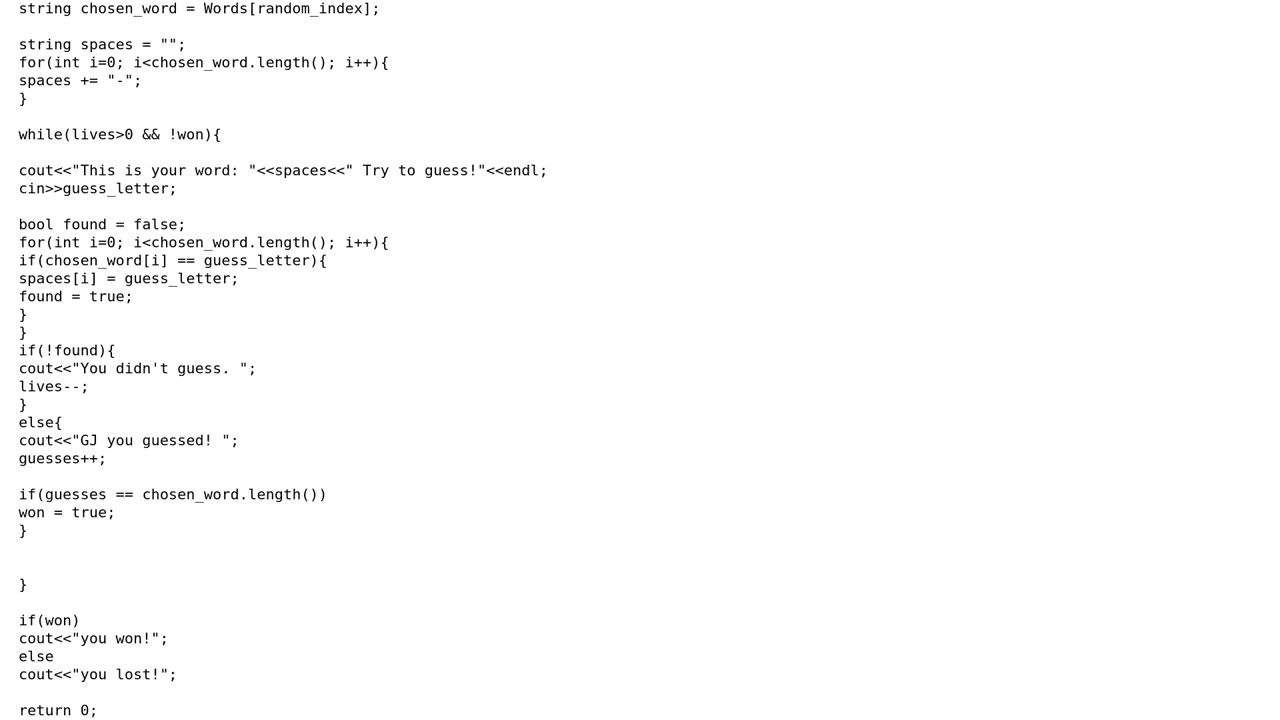 string chosen_word = Words[random_index];
string spaces = "";
for(int i=0; i<chosen_word.length(); i++){
spaces += "-";
}
while(lives>0 && !won){
cout<<"This is your word: "<<spaces<<" Try to guess!"<<endl;
cin>>guess_letter;
bool found = false;
for(int i=0; i<chosen_word.length(); i++){
if(chosen_word[i] == guess_letter){
spaces[i] = guess_letter;
found = true;
}
}
if(!found){
cout<<"You didn't guess. ";
lives--;
}
else{
cout<<"GJ you guessed! ";
guesses++;
if(guesses == chosen_word.length())
won = true;
}
}
if(won)
cout<<"you won!";
else
cout<<"you lost!";
return 0;